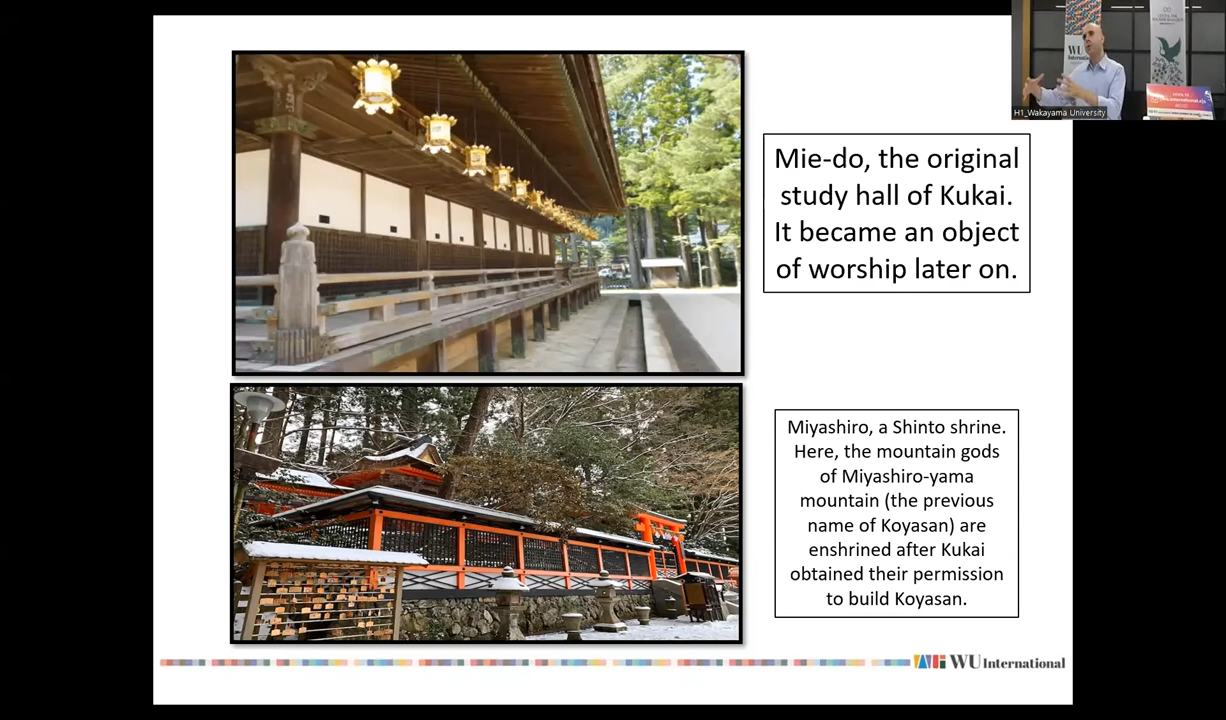 WU
International
H1_Wakayama University
Mie-do, the original
study hall of Kukai.
It became an object
of worship later on.
Miyashiro, a Shinto shrine.
Here, the mountain gods
of Miyashiro-yama
mountain (the previous
name of Koyasan) are
enshrined after Kukai
obtained their permission
to build Koyasan.
WU International